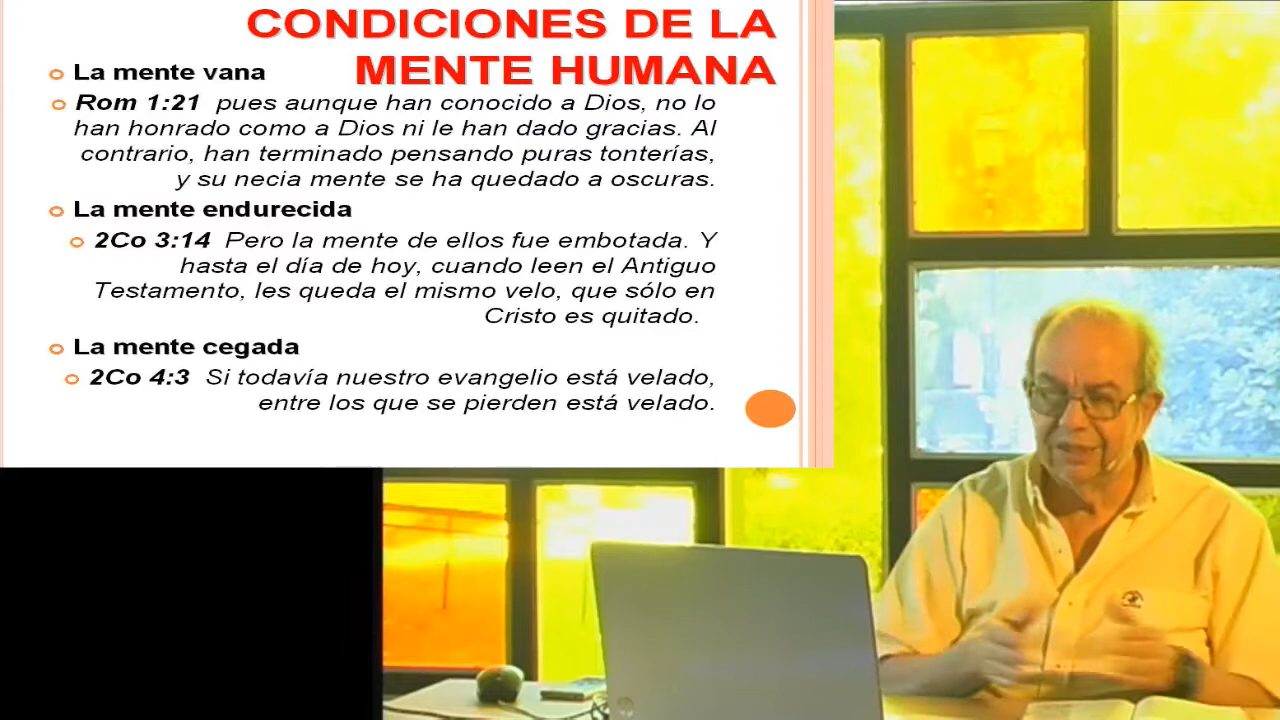 CONDICIONES DE LA
MENTE HUMANA
La mente vana
Rom 1:21 pues aunque han conocido a Dios, no lo
han honrado como a Dios ni le han dado gracias. Al
contrario, han terminado pensando puras tonterías,
y su necia mente se ha quedado a oscuras.
La mente endurecida
2Co 3:14 Pero la mente de ellos fue embotada. Y
hasta el día de hoy, cuando leen el Antiguo
Testamento, les queda el mismo velo, que sólo en
Cristo es quitado.
La mente cegada
2Co 4:3 Si todavía nuestro evangelio está velado,
entre los que se pierden está velado.